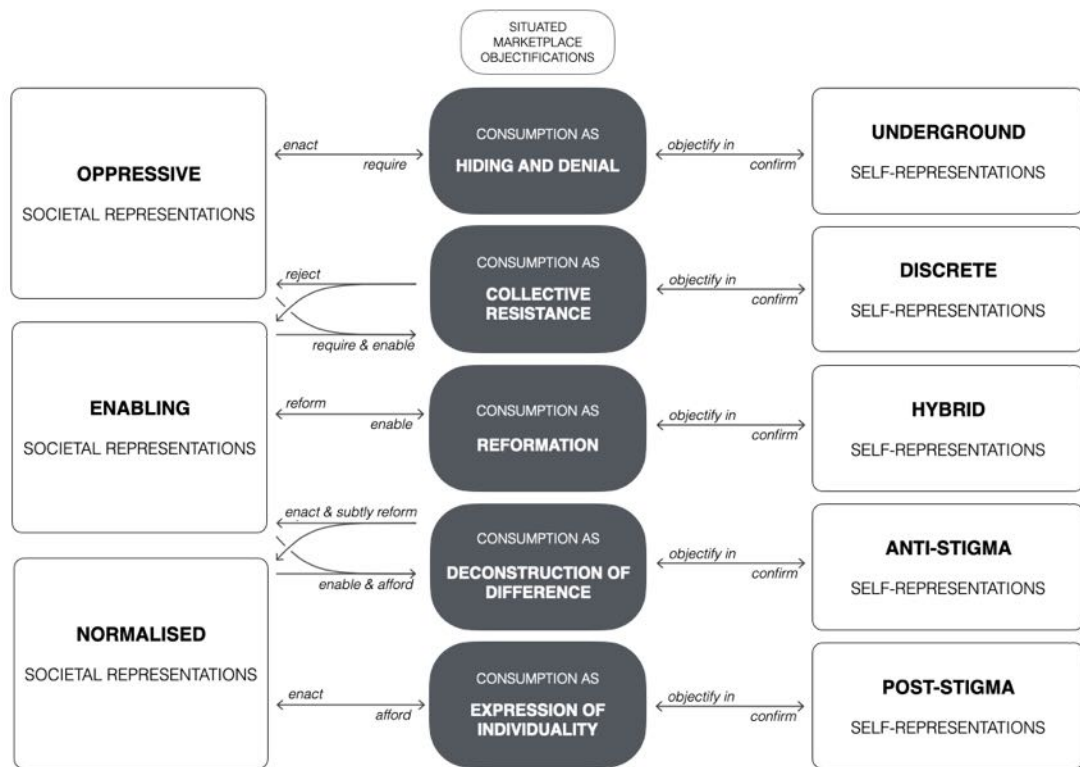 SITUATED
MARKETPLACE
OBJECTIFICATIONS
OPPRESSIVE
SOCIETAL REPRESENTATIONS
enact
require
CONSUMPTION AS
HIDING AND DENIAL
objectify in
confirm
UNDERGROUND
SELF-REPRESENTATIONS
reject
require & enable
CONSUMPTION AS
COLLECTIVE
RESISTANCE
objectify in
confirm
DISCRETE
SELF-REPRESENTATIONS
ENABLING
SOCIETAL REPRESENTATIONS
reform
enable
CONSUMPTION AS
REFORMATION
objectify in
confirm
HYBRID
SELF-REPRESENTATIONS
enact & subtly reform
enable & afford
CONSUMPTION AS
DECONSTRUCTION OF
DIFFERENCE
objectify in
confirm
ANTI-STIGMA
SELF-REPRESENTATIONS
NORMALISED
SOCIETAL REPRESENTATIONS
enact
afford
CONSUMPTION AS
EXPRESSION OF
INDIVIDUALITY
objectify in
confirm
POST-STIGMA
SELF-REPRESENTATIONS